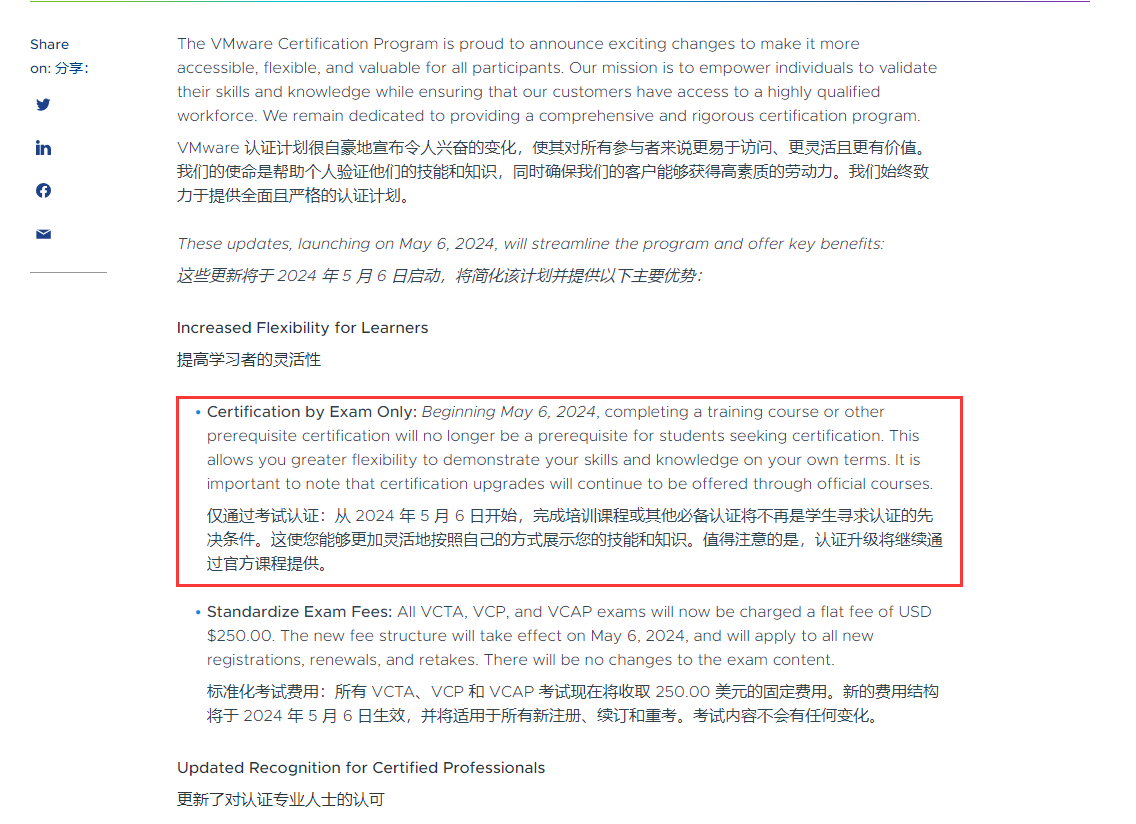 Share
on: 分享：
The VMware Certification Program is proud to announce exciting changes to make it more
accessible, flexible, and valuable for all participants. Our mission is to empower individuals to validate
their skills and knowledge while ensuring that our customers have access to a highly qualified
workforce. We remain dedicated to providing a comprehensive and rigorous certification program.
VMware 认证计划很自豪地宣布令人兴奋的变化，使其对所有参与者来说更易于访问、更灵活且更有价值。
我们的使命是帮助个人验证他们的技能和知识，同时确保我们的客户能够获得高素质的劳动力。我们始终致
力于提供全面且严格的认证计划。
These updates, launching on May 6, 2024, will streamline the program and offer key benefits:
这些更新将于 2024 年 5 月 6 日启动，将简化该计划并提供以下主要优势：
Increased Flexibility for Learners
提高学习者的灵活性
• Certification by Exam Only: Beginning May 6, 2024, completing a training course or other
prerequisite certification will no longer be a prerequisite for students seeking certification. This
allows you greater flexibility to demonstrate your skills and knowledge on your own terms. It is
important to note that certification upgrades will continue to be offered through official courses.
仅通过考试认证：从 2024 年 5 月 6 日开始，完成培训课程或其他必备认证将不再是学生寻求认证的先
决条件。这使您能够更加灵活地按照自己的方式展示您的技能和知识。值得注意的是，认证升级将继续通
过官方课程提供。
• Standardize Exam Fees: All VCTA, VCP, and VCAP exams will now be charged a flat fee of USD
$250.00. The new fee structure will take effect on May 6, 2024, and will apply to all new
registrations, renewals, and retakes. There will be no changes to the exam content.
标准化考试费用：所有 VCTA、VCP 和 VCAP 考试现在将收取 250.00 美元的固定费用。新的费用结构
将于 2024 年 5 月 6 日生效，并将适用于所有新注册、续订和重考。考试内容不会有任何变化。
Updated Recognition for Certified Professionals
更新了对认证专业人士的认可